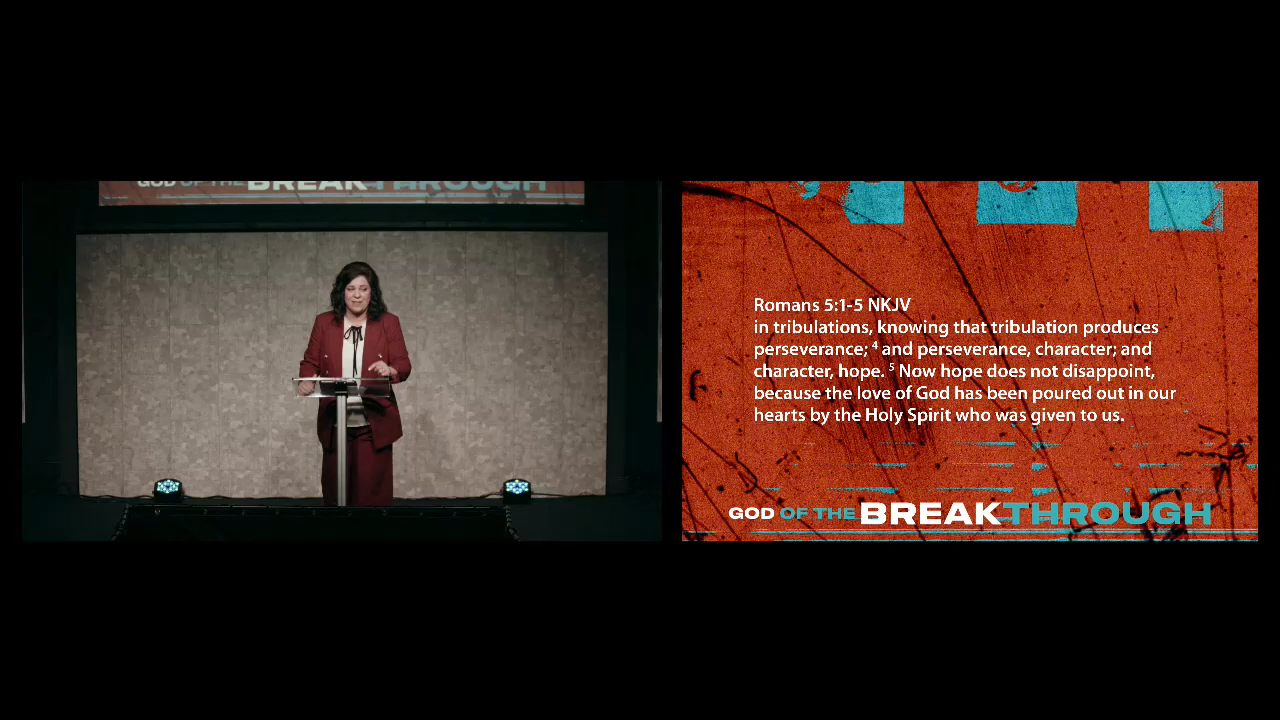 GOD OF THE BREAKTHROUGH
Romans 5:1-5 NKJV
in tribulations, knowing that tribulation produces
perseverance; ⁴ and perseverance, character; and
character, hope. ⁵ Now hope does not disappoint,
because the love of God has been poured out in our
hearts by the Holy Spirit who was given to us.
GOD OF THE BREAKTHROUGH